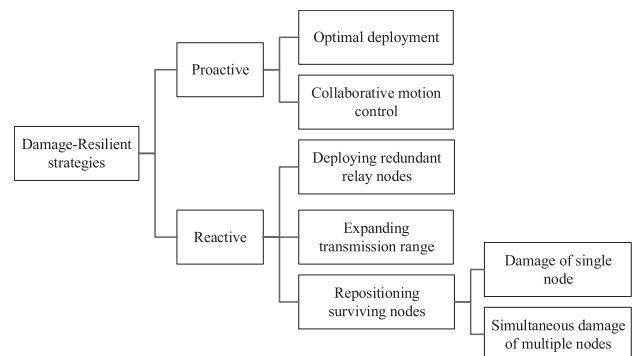 Optimal deployment
Proactive
Collaborative motion
control
Damage-Resilient
strategies
Deploying redundant
relay nodes
Reactive
Expanding
transmission range
Repositioning
surviving nodes
Damage of single
node
Simultaneous damage
of multiple nodes